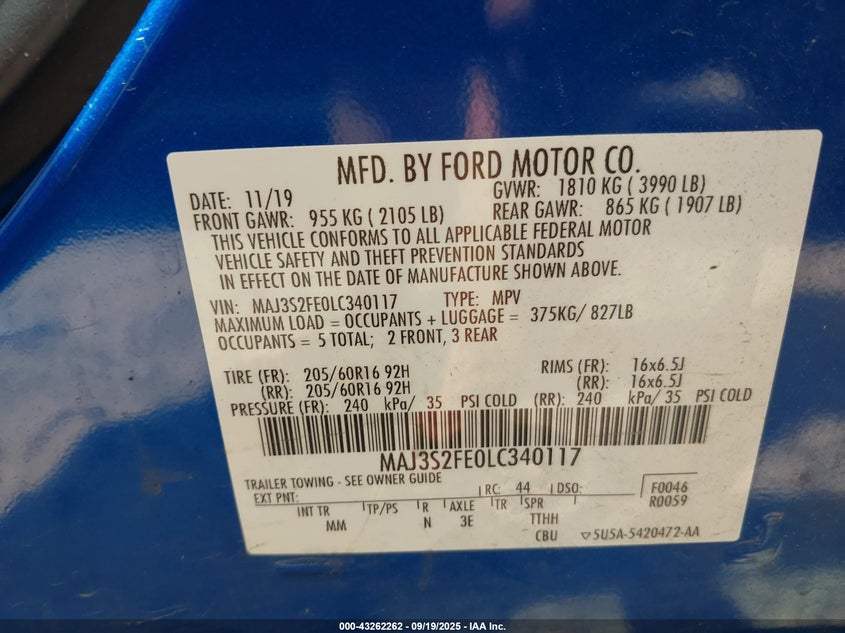 MFD. BY FORD MOTOR CO.
DATE: 11/19 GVWR: 1810 KG ( 3990 LB)
FRONT GAWR: 955 KG ( 2105 LB) REAR GAWR: 865 KG ( 1907 LB)
THIS VEHICLE CONFORMS TO ALL APPLICABLE FEDERAL MOTOR
VEHICLE SAFETY AND THEFT PREVENTION STANDARDS
IN EFFECT ON THE DATE OF MANUFACTURE SHOWN ABOVE.
VIN: MAJ3S2FE0LC340117 TYPE: MPV
MAXIMUM LOAD = OCCUPANTS + LUGGAGE = 375KG/ 827LB
OCCUPANTS = 5 TOTAL; 2 FRONT, 3 REAR
TIRE (FR): 205/60R16 92H RIMS (FR): 16x6.5J
(RR): 205/60R16 92H (RR): 16x6.5J
PRESSURE (FR): 240 kPa/ 35 PSI COLD (RR): 240 kPa/ 35 PSI COLD
MAJ3S2FE0LC340117
TRAILER TOWING - SEE OWNER GUIDE
EXT PNT: RC: 44 DSO: F0046
R0059
INT TR TP/PS R AXLE TR SPR
MM N 3E TTHH
CBU ▽5U5A-5420472-AA
000-43262262 - 09/19/2025 - IAA Inc.